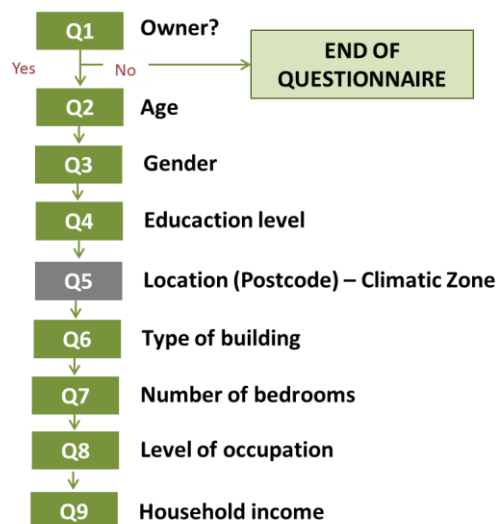 Q1 Owner?
Yes No
END OF
QUESTIONNAIRE
Q2 Age
Q3 Gender
Q4 Educaction level
Q5 Location (Postcode) – Climatic Zone
Q6 Type of building
Q7 Number of bedrooms
Q8 Level of occupation
Q9 Household income